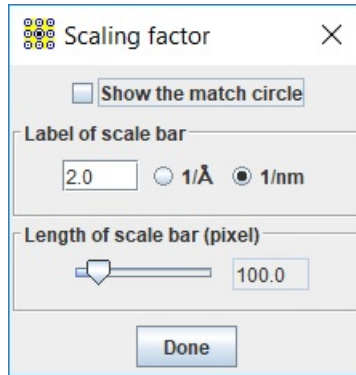 Scaling factor
Show the match circle
Label of scale bar
2.0 1/Å 1/nm
Length of scale bar (pixel)
100.0
Done